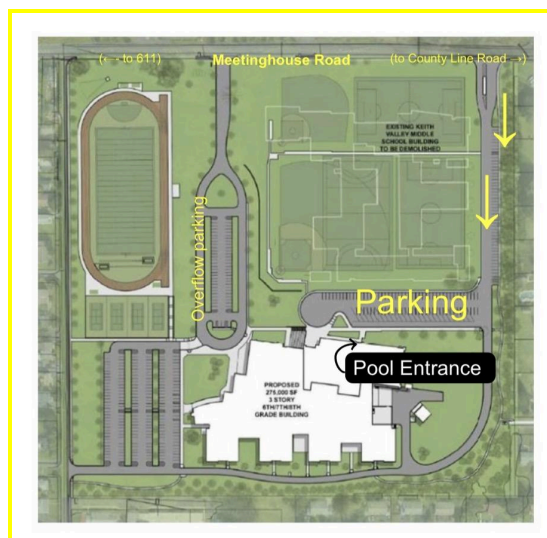 (← to 611)
Meetinghouse Road
(to County Line Road →)
EXISTING KEITH
VALLEY MIDDLE
SCHOOL BUILDING
TO BE DEMOLISHED
Overflow parking
Parking
Pool Entrance
PROPOSED
275,000 SF
3 STORY
6TH/7TH/8TH
GRADE BUILDING